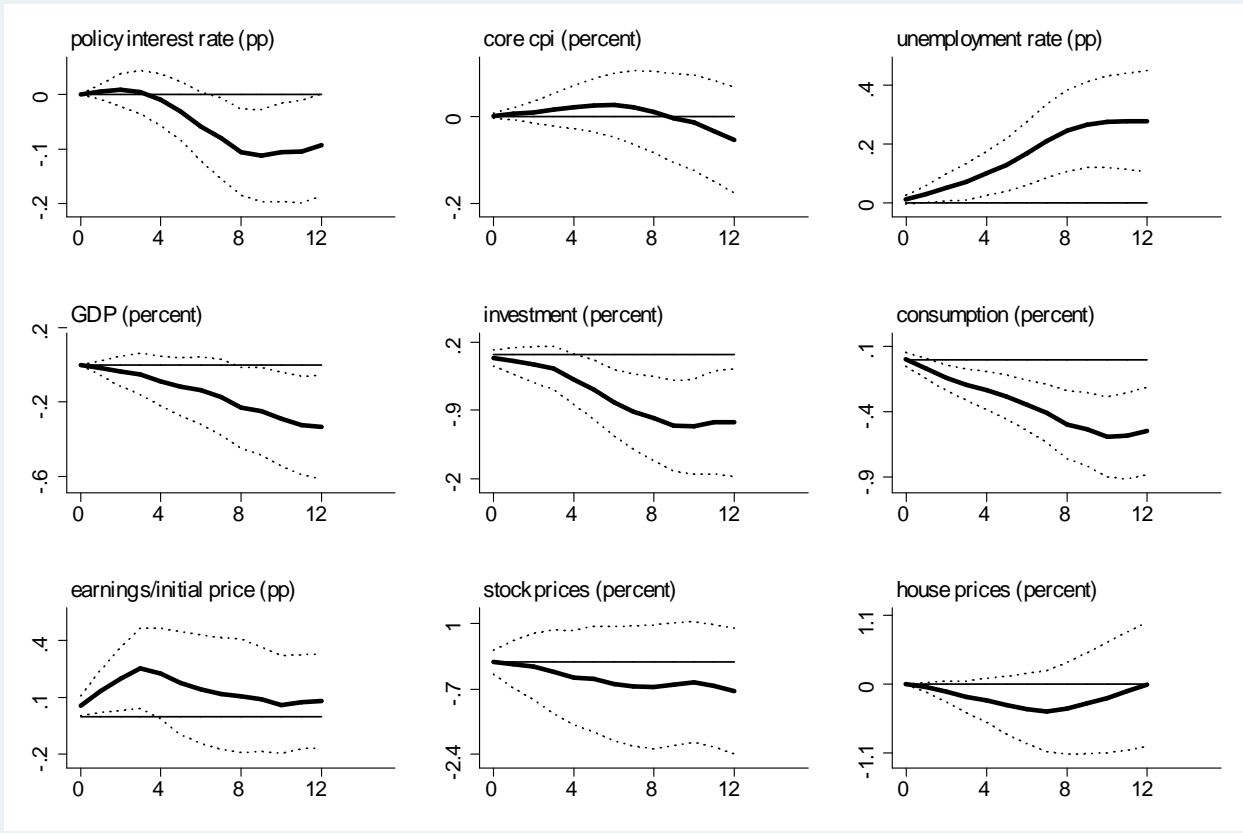 policy interest rate (pp) core cpi (percent) unemployment rate (pp)
0 -.1 -.2
0 4 8 12
0 -.2
0 4 8 12
.4 .2 0
0 4 8 12
GDP (percent) investment (percent) consumption (percent)
.2 -.2 -.6
0 4 8 12
.2 -.9 -2
0 4 8 12
.1 -.4 -.9
0 4 8 12
earnings/initial price (pp) stock prices (percent) house prices (percent)
.4 .1 -.2
0 4 8 12
1 -.7 -2.4
0 4 8 12
1.1 0 -1.1
0 4 8 12